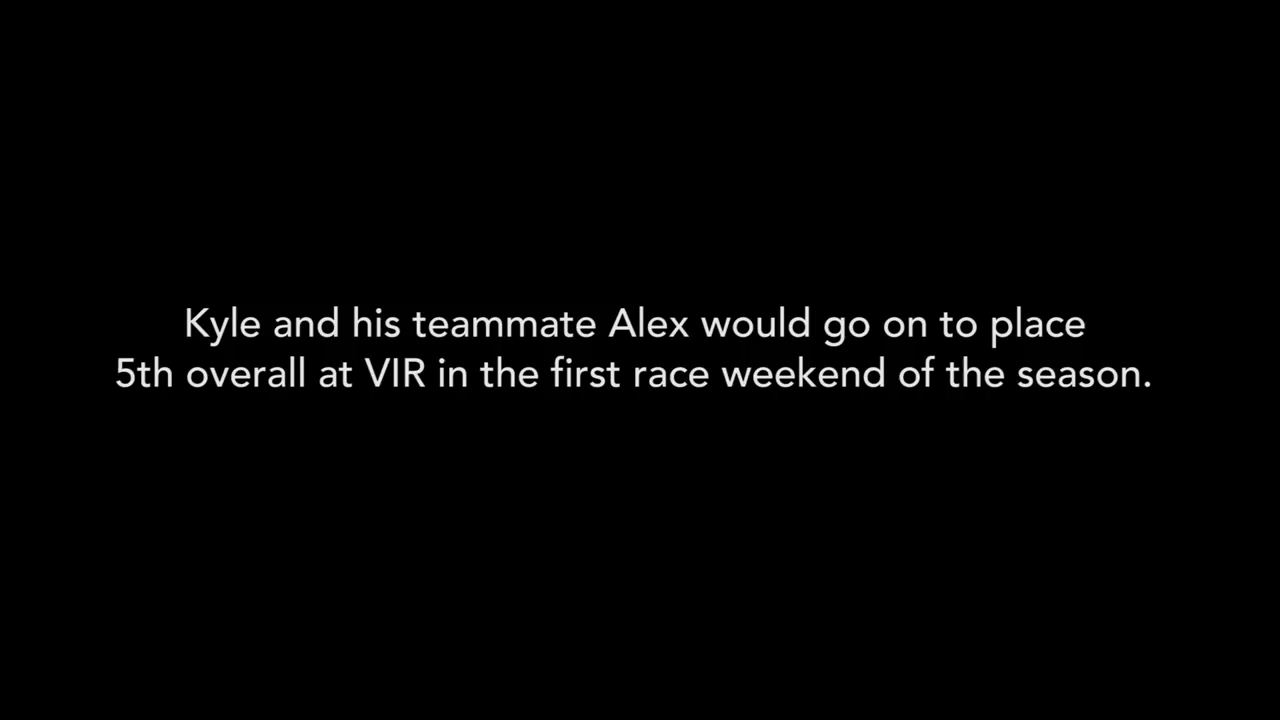 Kyle and his teammate Alex would go on to place
5th overall at VIR in the first race weekend of the season.